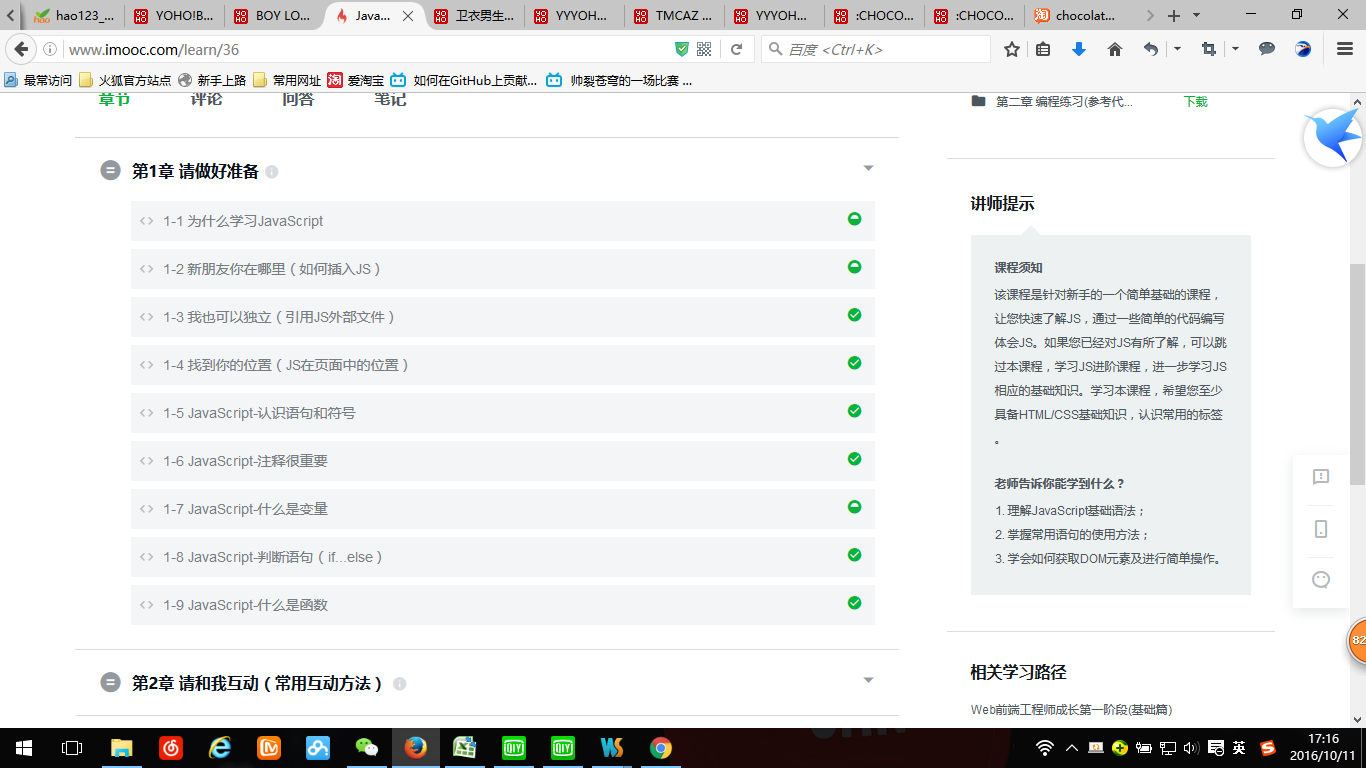 hao123_...
YOHO!B...
BOY LO...
Java...
卫衣男生...
YYYOH...
TMCAZ ...
YYYOH...
:CHOCO...
:CHOCO...
chocolat...
www.imooc.com/learn/36
百度 <Ctrl+K>
最常访问
火狐官方站点
新手上路
常用网址
爱淘宝
如何在GitHub上贡献...
帅裂苍穹的一场比赛 ...
章节
评论
问答
笔记
第1章 请做好准备
1-1 为什么学习JavaScript
1-2 新朋友你在哪里（如何插入JS）
1-3 我也可以独立（引用JS外部文件）
1-4 找到你的位置（JS在页面中的位置）
1-5 JavaScript-认识语句和符号
1-6 JavaScript-注释很重要
1-7 JavaScript-什么是变量
1-8 JavaScript-判断语句（if...else）
1-9 JavaScript-什么是函数
第2章 请和我互动（常用互动方法）
第二章 编程练习(参考代...
下载
讲师提示
课程须知
该课程是针对新手的一个简单基础的课程，
让您快速了解JS，通过一些简单的代码编写
体会JS。如果您已经对JS有所了解，可以跳
过本课程，学习JS进阶课程，进一步学习JS
相应的基础知识。学习本课程，希望您至少
具备HTML/CSS基础知识，认识常用的标签
。
老师告诉你能学到什么？
1. 理解JavaScript基础语法；
2. 掌握常用语句的使用方法；
3. 学会如何获取DOM元素及进行简单操作。
82
相关学习路径
Web前端工程师成长第一阶段(基础篇)
英
17:16
2016/10/11